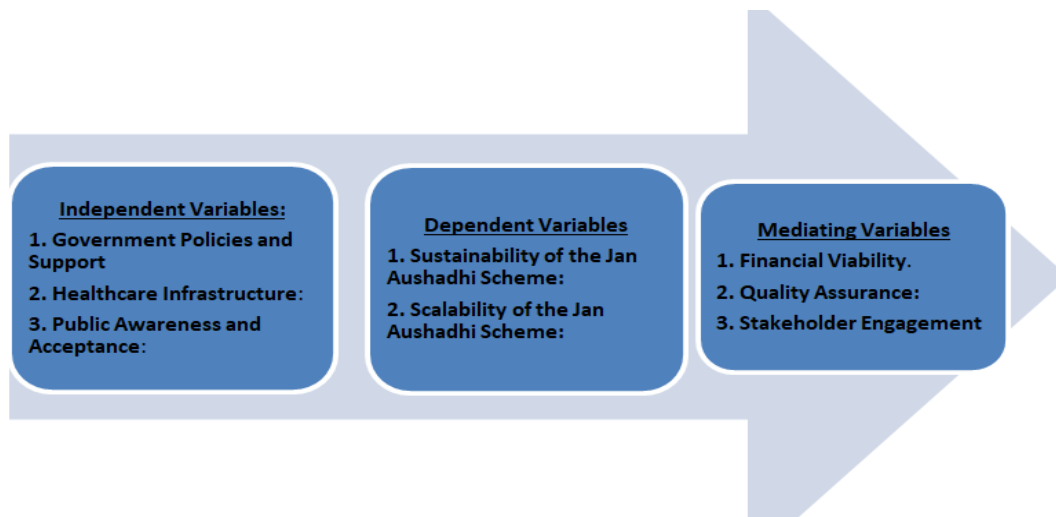 Independent Variables:
1. Government Policies and
Support
2. Healthcare Infrastructure:
3. Public Awareness and
Acceptance:
Dependent Variables
1. Sustainability of the Jan
Aushadhi Scheme:
2. Scalability of the Jan
Aushadhi Scheme:
Mediating Variables
1. Financial Viability.
2. Quality Assurance:
3. Stakeholder Engagement